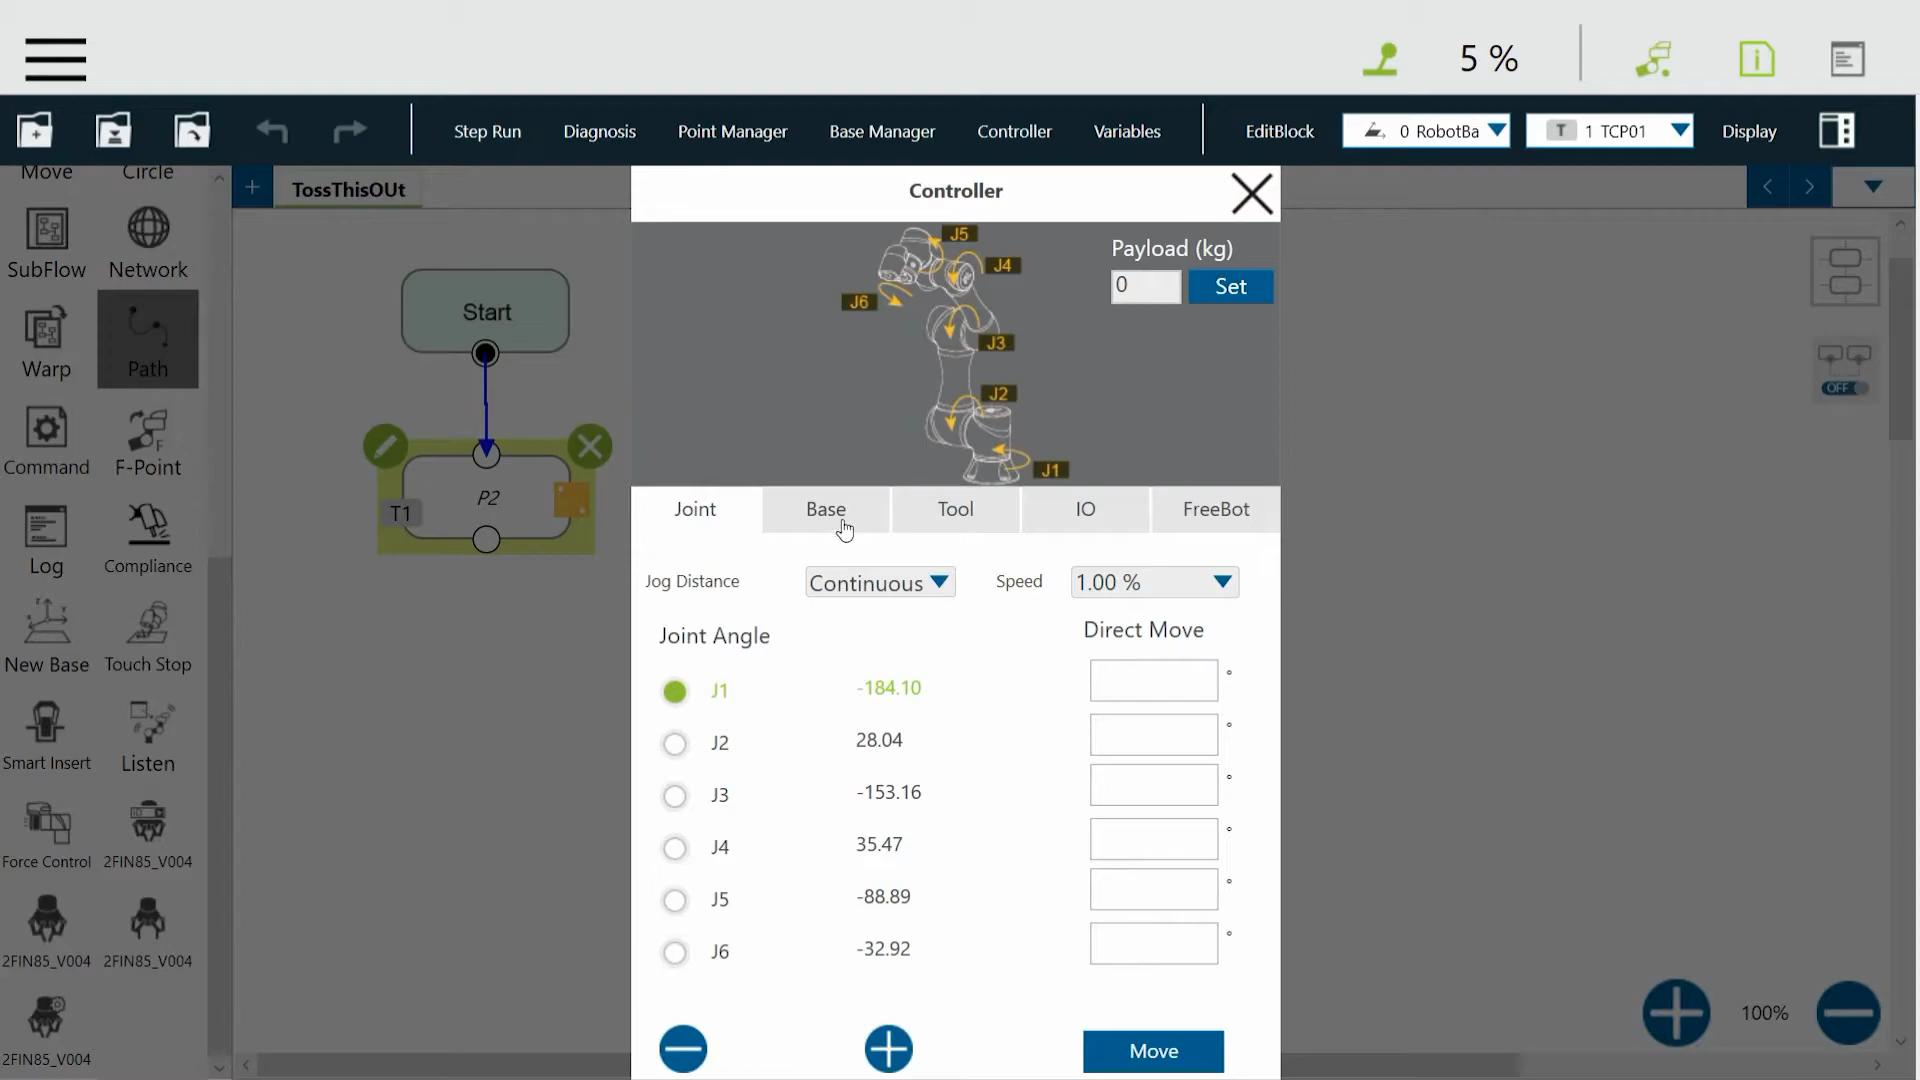 5 %
Step Run Diagnosis Point Manager Base Manager Controller Variables EditBlock 0 RobotBa T 1 TCP01 Display
Move Circle
SubFlow Network
Warp Path
Command F-Point
Log Compliance
New Base Touch Stop
Smart Insert Listen
Force Control 2FIN85_V004
2FIN85_V004 2FIN85_V004
2FIN85_V004
TossThisOUt
Start
P2
T1
OFF
100%
Controller
Payload (kg)
0 Set
J5
J4
J6
J3
J2
J1
Joint Base Tool IO FreeBot
Jog Distance Continuous Speed 1.00 %
Joint Angle Direct Move
J1 -184.10 °
J2 28.04 °
J3 -153.16 °
J4 35.47 °
J5 -88.89 °
J6 -32.92 °
Move